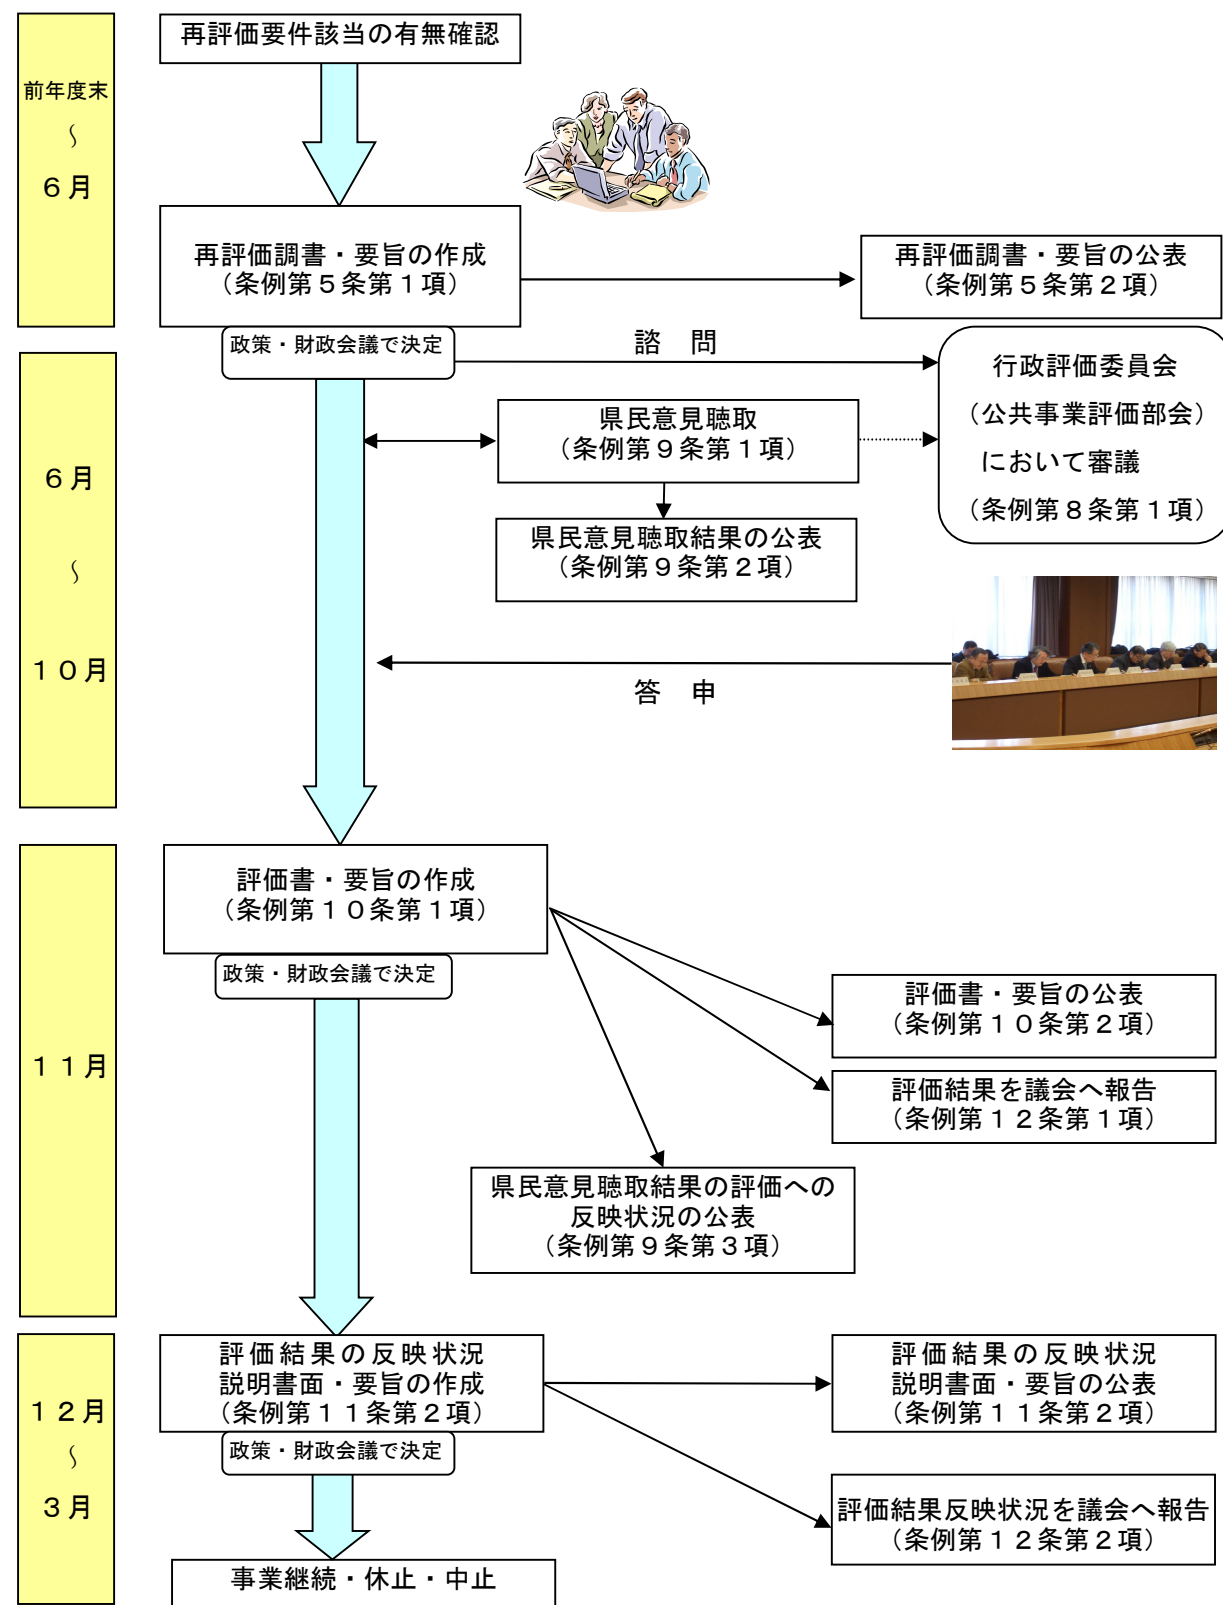 再評価要件該当の有無確認
前年度末
～
６月
再評価調書・要旨の作成
（条例第５条第１項）
再評価調書・要旨の公表
（条例第５条第２項）
政策・財政会議で決定
諮　問
行政評価委員会
（公共事業評価部会）
において審議
（条例第８条第１項）
県民意見聴取
（条例第９条第１項）
県民意見聴取結果の公表
（条例第９条第２項）
６月
～
１０月
答　申
評価書・要旨の作成
（条例第１０条第１項）
政策・財政会議で決定
評価書・要旨の公表
（条例第１０条第２項）
１１月
評価結果を議会へ報告
（条例第１２条第１項）
県民意見聴取結果の評価への
反映状況の公表
（条例第９条第３項）
１２月
～
３月
評価結果の反映状況
説明書面・要旨の作成
（条例第１１条第２項）
評価結果の反映状況
説明書面・要旨の公表
（条例第１１条第２項）
政策・財政会議で決定
評価結果反映状況を議会へ報告
（条例第１２条第２項）
事業継続・休止・中止